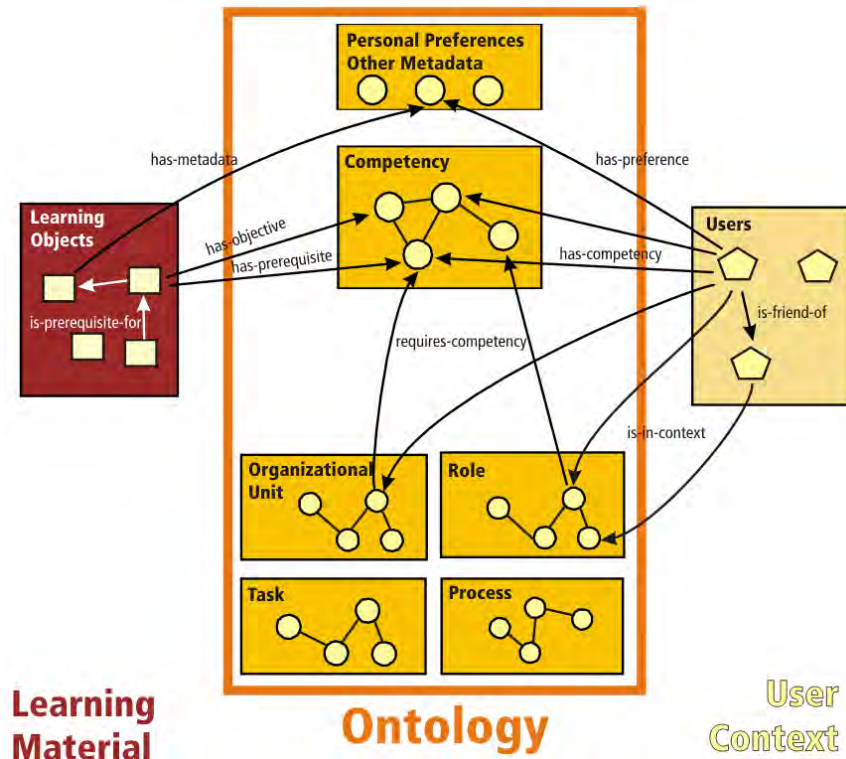 Personal Preferences
Other Metadata
has-metadata
has-preference
Competency
Learning
Objects
Users
has-objective
has-prerequisite
has-competency
is-prerequisite-for
is-friend-of
requires-competency
is-in-context
Organizational
Unit
Role
Task
Process
Learning
Material
Ontology
User
Context